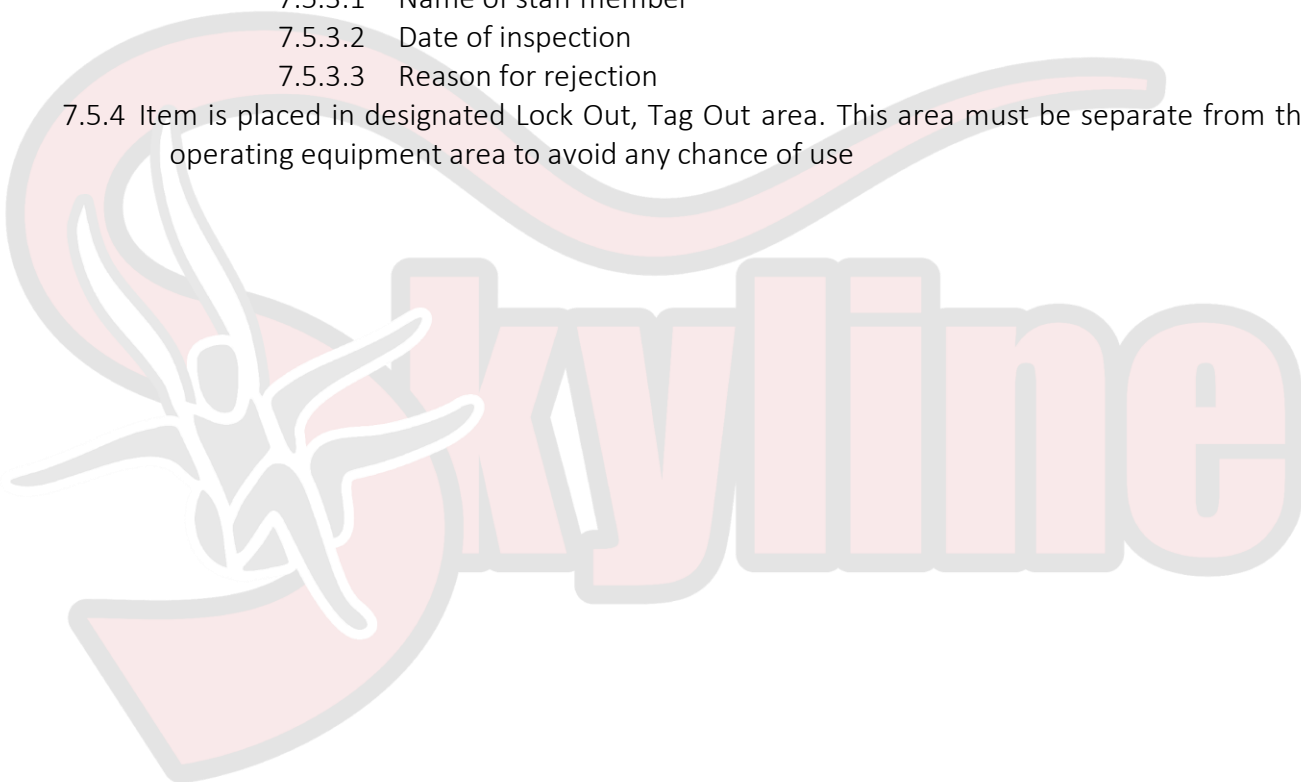 7.5.3.1 Name of staff member
7.5.3.2 Date of inspection
7.5.3.3 Reason for rejection
7.5.4 Item is placed in designated Lock Out, Tag Out area. This area must be separate from th
operating equipment area to avoid any chance of use
Skyline